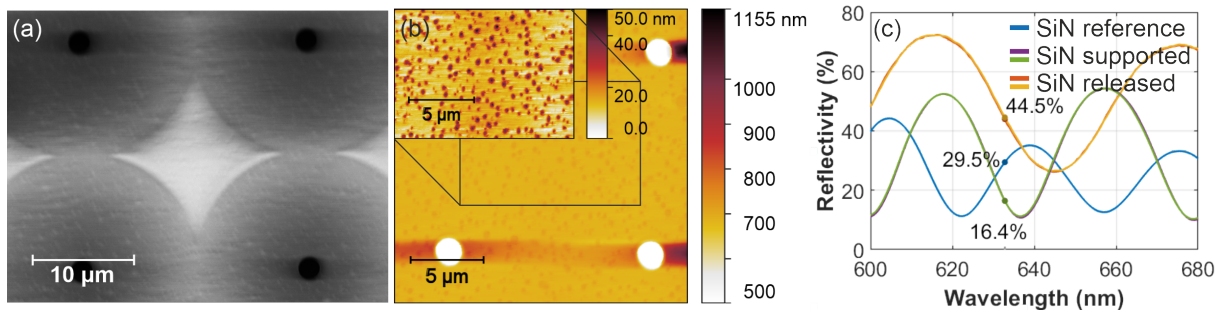 (a)
10 µm
(b)
50.0 nm
40.0
20.0
0.0
5 µm
5 µm
1155 nm
1000
900
800
700
500
(c)
SiN reference
SiN supported
SiN released
44.5%
29.5%
16.4%
80
60
40
20
0
600
620
640
660
680
Reflectivity (%)
Wavelength (nm)